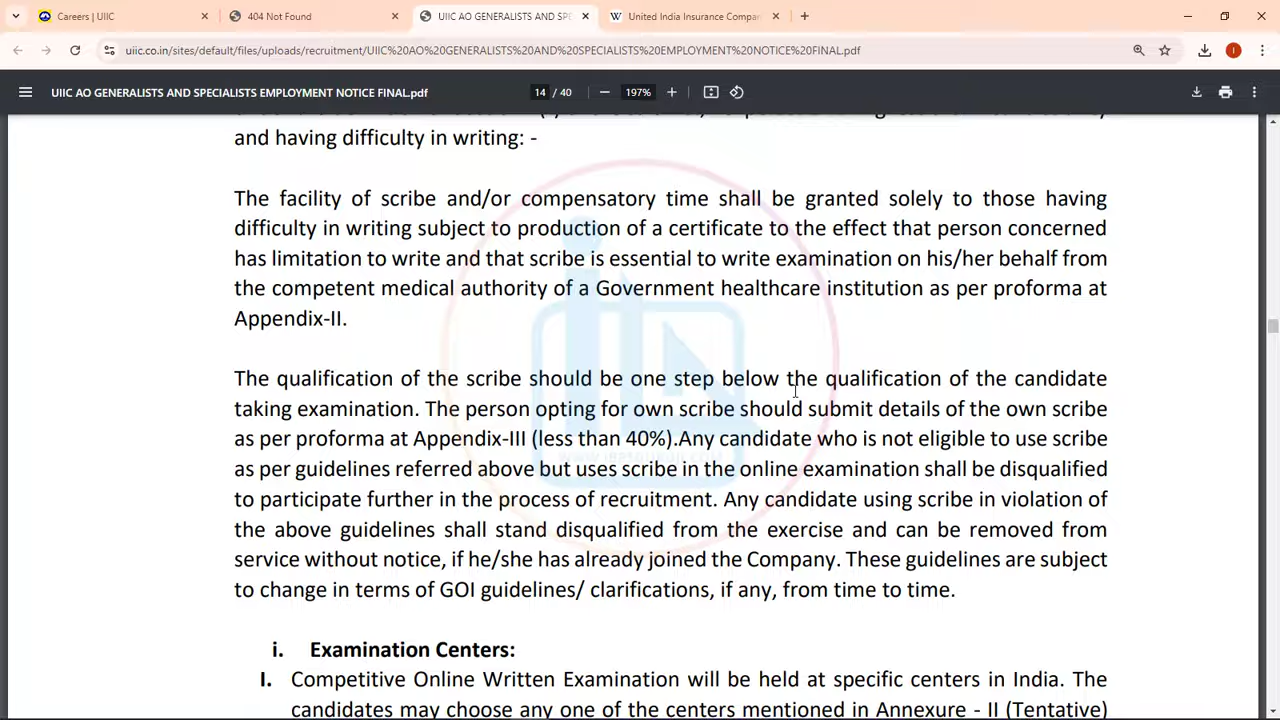 Careers | UIIC
404 Not Found
UIIC AO GENERALISTS AND SPE
United India Insurance Compan
uiic.co.in/sites/default/files/uploads/recruitment/UIIC%20AO%20GENERALISTS%20AND%20SPECIALISTS%20EMPLOYMENT%20NOTICE%20FINAL.pdf
UIIC AO GENERALISTS AND SPECIALISTS EMPLOYMENT NOTICE FINAL.pdf
14 / 40
197%
and having difficulty in writing: -
The facility of scribe and/or compensatory time shall be granted solely to those having
difficulty in writing subject to production of a certificate to the effect that person concerned
has limitation to write and that scribe is essential to write examination on his/her behalf from
the competent medical authority of a Government healthcare institution as per proforma at
Appendix-II.
The qualification of the scribe should be one step below the qualification of the candidate
taking examination. The person opting for own scribe should submit details of the own scribe
as per proforma at Appendix-III (less than 40%).Any candidate who is not eligible to use scribe
as per guidelines referred above but uses scribe in the online examination shall be disqualified
to participate further in the process of recruitment. Any candidate using scribe in violation of
the above guidelines shall stand disqualified from the exercise and can be removed from
service without notice, if he/she has already joined the Company. These guidelines are subject
to change in terms of GOI guidelines/ clarifications, if any, from time to time.
i. Examination Centers:
I. Competitive Online Written Examination will be held at specific centers in India. The
candidates may choose any one of the centers mentioned in Annexure - II (Tentative)